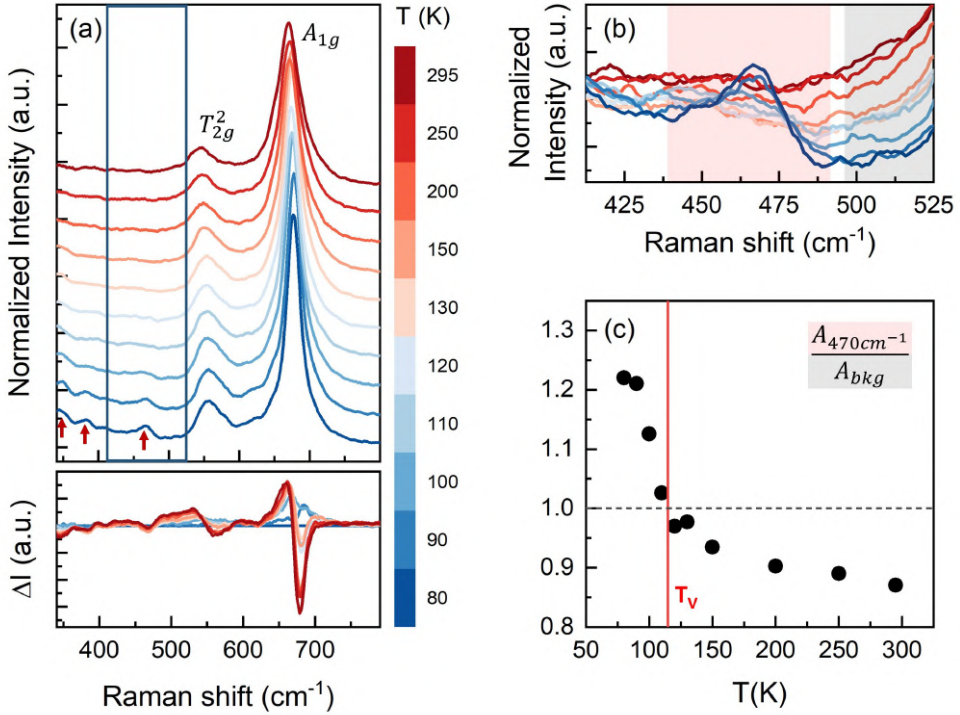 (a)
A1g
T²2g
T (K)
295
250
200
150
130
120
110
100
90
80
Normalized Intensity (a.u.)
ΔI (a.u.)
400 500 600 700
Raman shift (cm⁻¹)
(b)
Normalized
Intensity (a.u.)
425 450 475 500 525
Raman shift (cm⁻¹)
(c)
A470cm⁻¹
Abkg
1.3
1.2
1.1
1.0
0.9
0.8
TV
50 100 150 200 250 300
T(K)